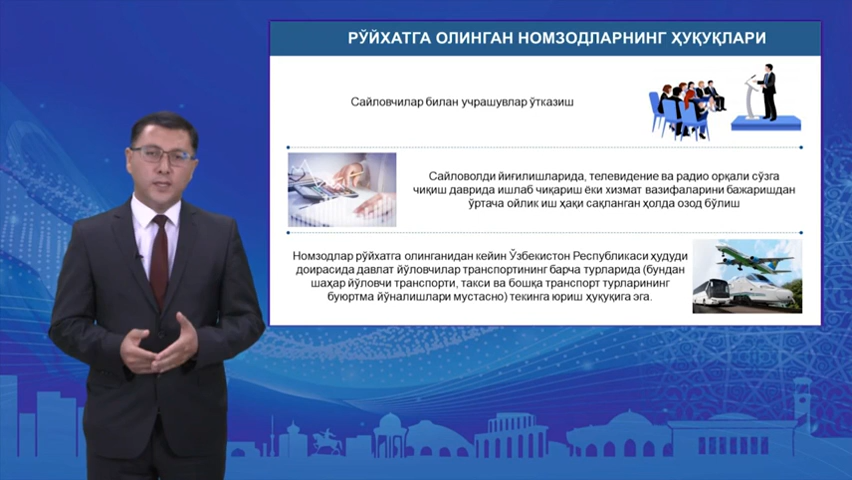 РЎЙХАТГА ОЛИНГАН НОМЗОДЛАРНИНГ ҲУҚУҚЛАРИ
Сайловчилар билан учрашувлар ўтказиш
Сайловолди йиғилишларида, телевидение ва радио орқали сўзга
чиқиш даврида ишлаб чиқариш ёки хизмат вазифаларини бажаришдан
ўртача ойлик иш ҳақи сақланган ҳолда озод бўлиш
Номзодлар рўйхатга олинганидан кейин Ўзбекистон Республикаси ҳудуди
доирасида давлат йўловчилар транспортининг барча турларида (бундан
шаҳар йўловчи транспорти, такси ва бошқа транспорт турларининг
буюртма йўналишлари мустасно) текинга юриш ҳуқуқига эга.